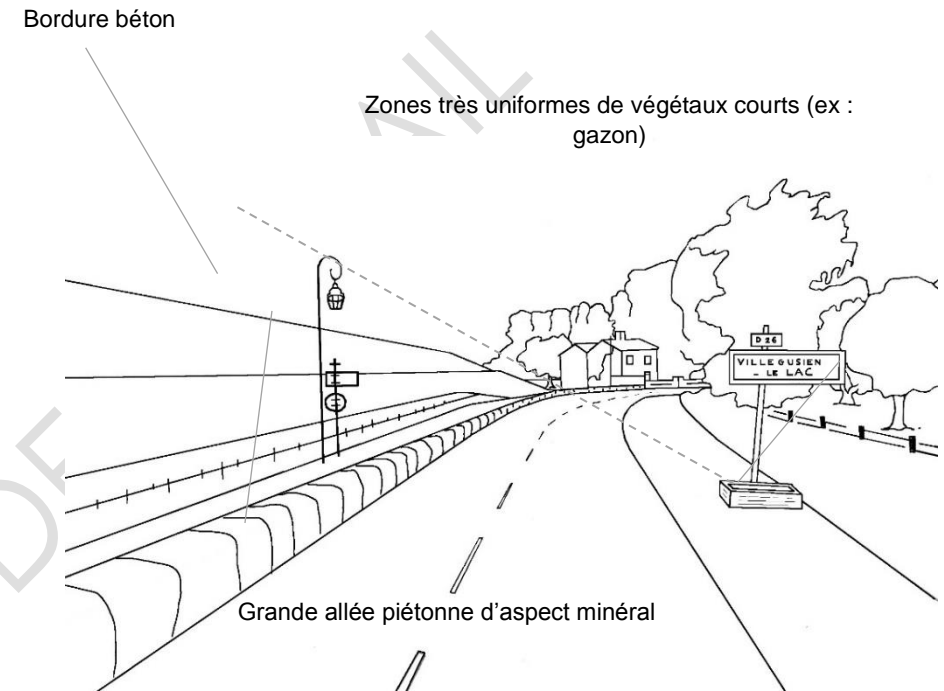 Bordure béton
Zones très uniformes de végétaux courts (ex :
gazon)
D 26
VILLEGUSIEN
- LE LAC
Grande allée piétonne d'aspect minéral